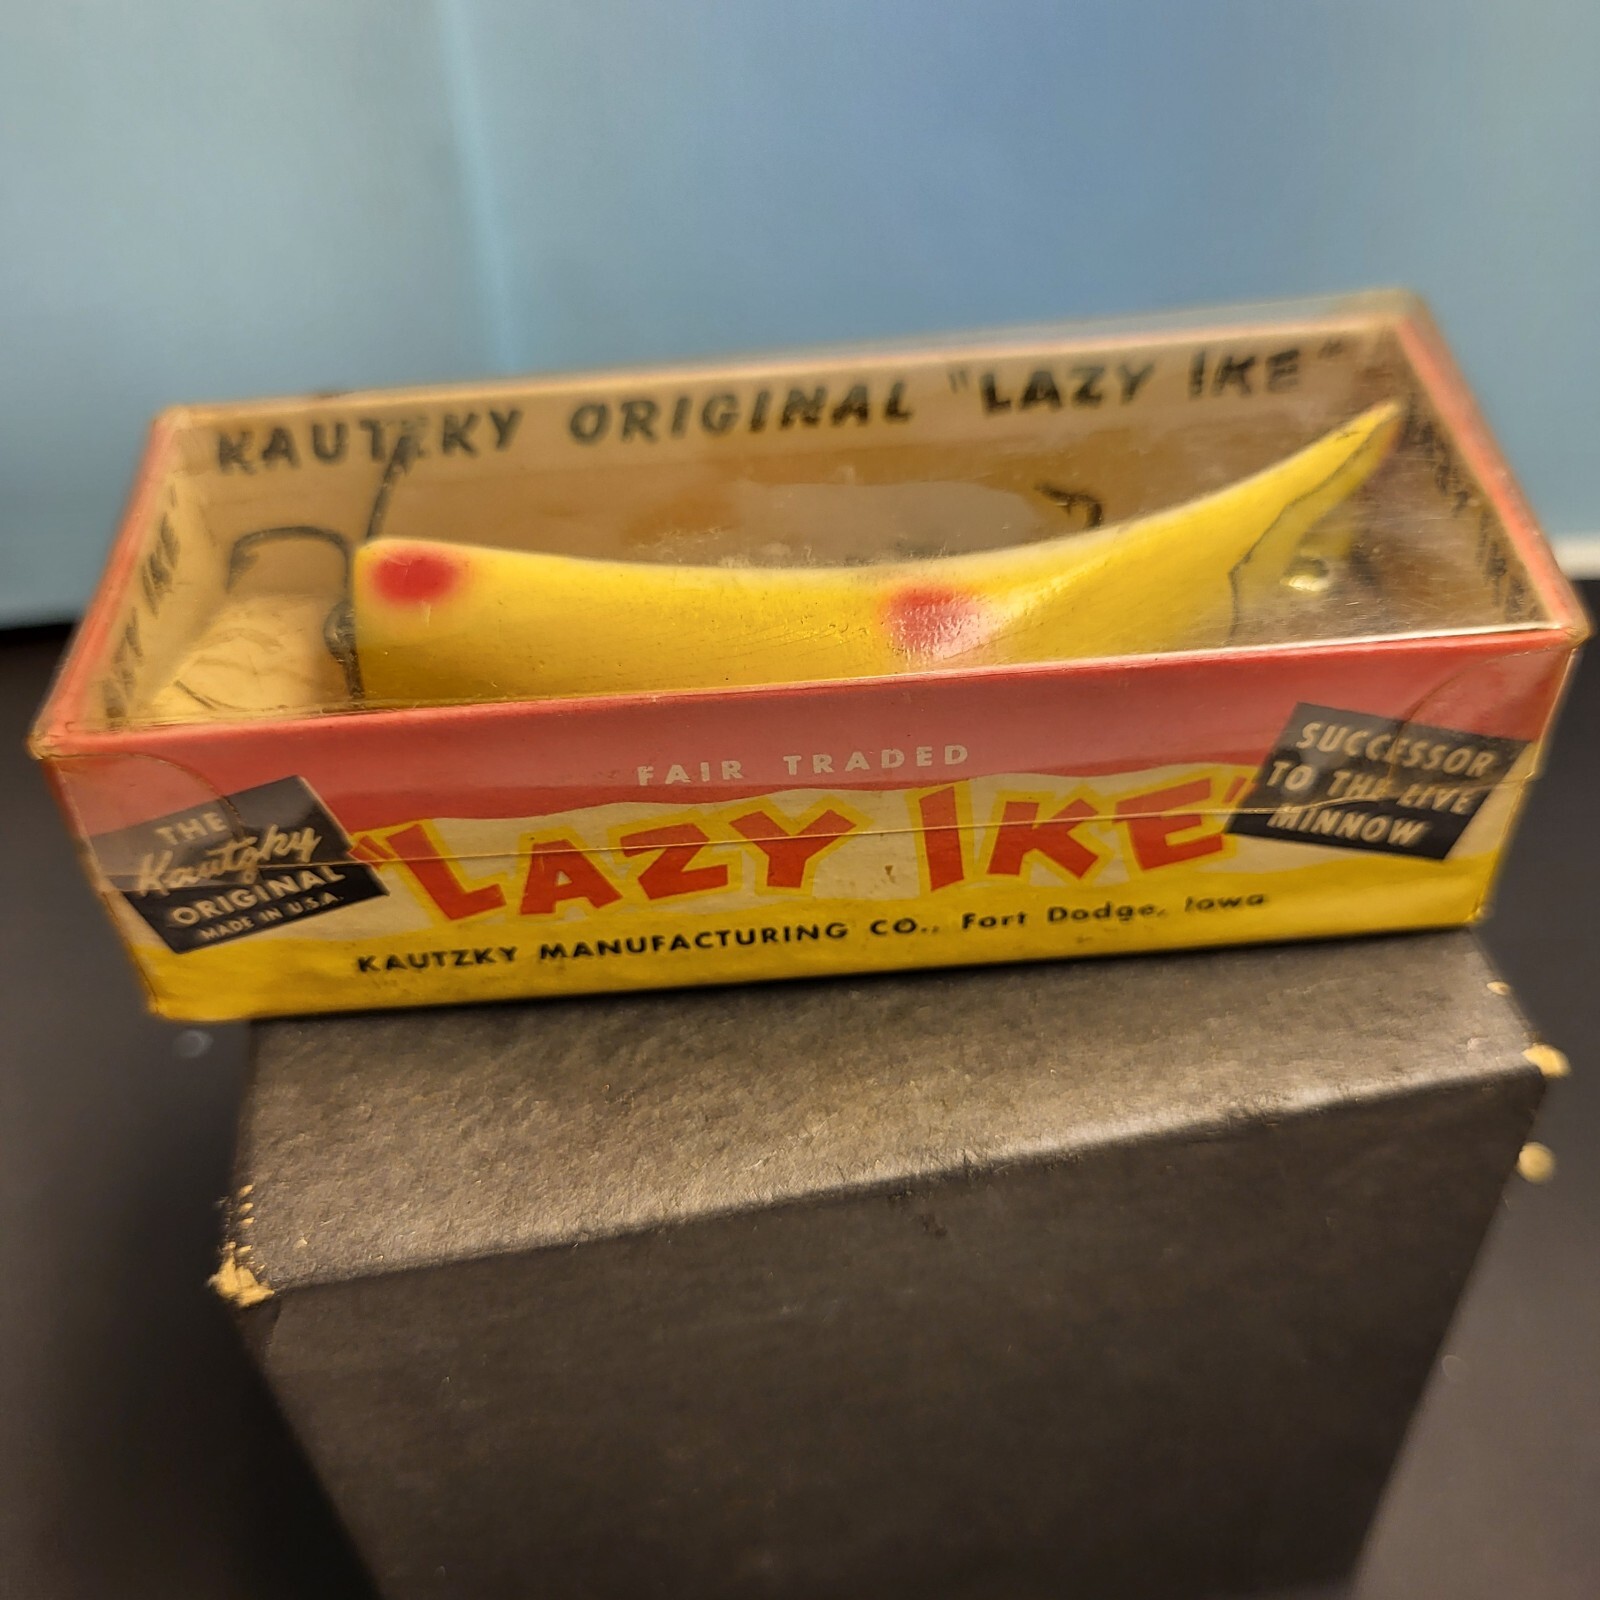 KAUTZKY ORIGINAL "LAZY IKE"
FAIR TRADED
THE
Kautzky
ORIGINAL
MADE IN U.S.A.
"LAZY IKE"
SUCCESSOR
TO THE LIVE
MINNOW
KAUTZKY MANUFACTURING CO., Fort Dodge, Iowa